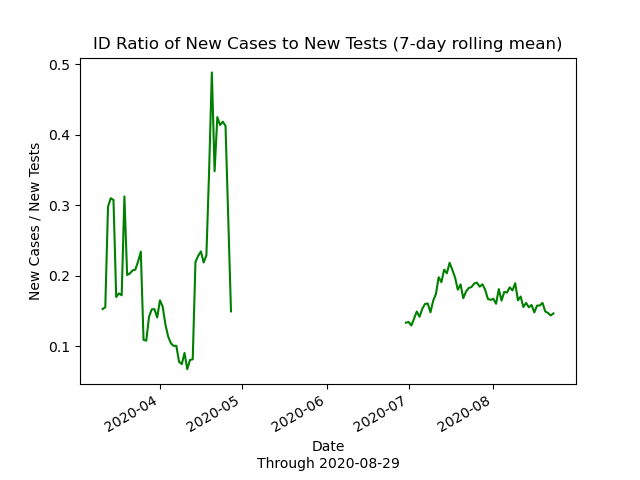 ID Ratio of New Cases to New Tests (7-day rolling mean)
New Cases / New Tests
0.5
0.4
0.3
0.2
0.1
2020-04
2020-05
2020-06
2020-07
2020-08
Date
Through 2020-08-29